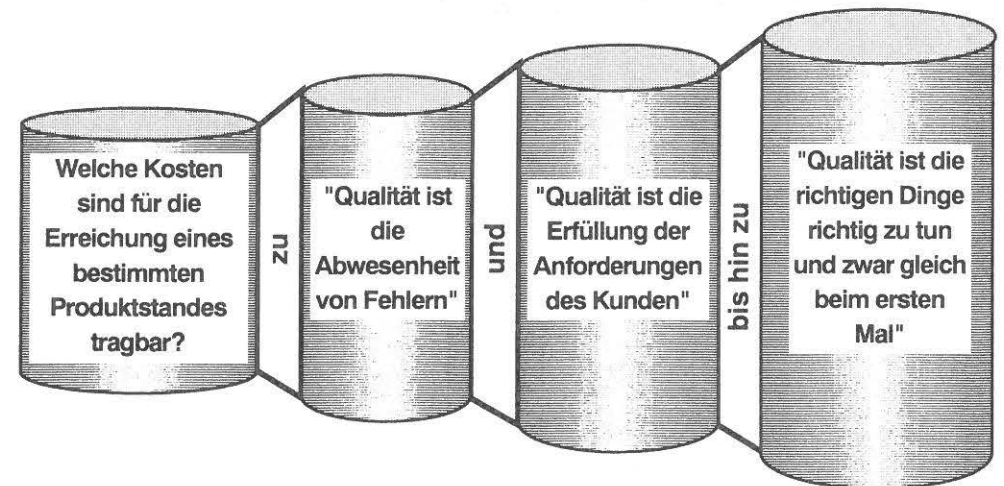 Welche Kosten
sind für die
Erreichung eines
bestimmten
Produktstandes
tragbar?
zu
"Qualität ist
die
Abwesenheit
von Fehlern"
und
"Qualität ist die
Erfüllung der
Anforderungen
des Kunden"
bis hin zu
"Qualität ist die
richtigen Dinge
richtig zu tun
und zwar gleich
beim ersten
Mal"